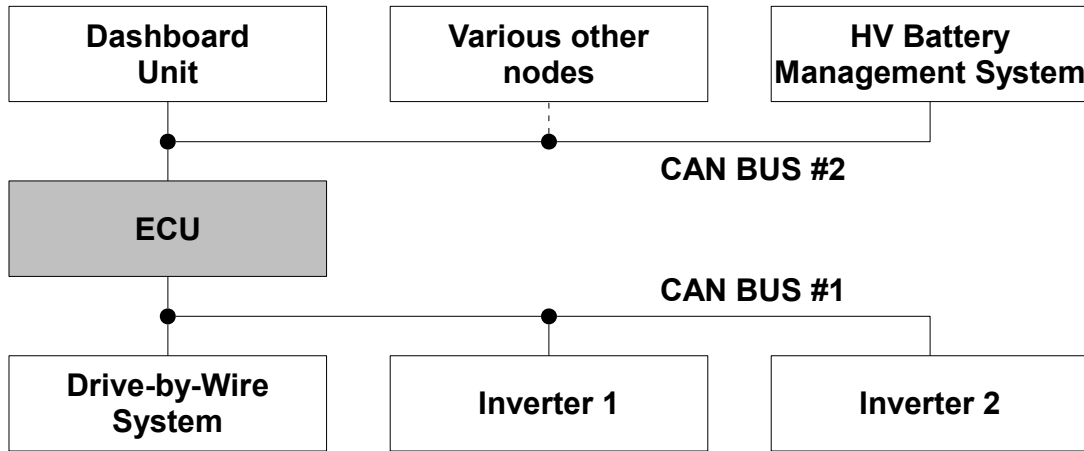 Dashboard
Unit
Various other
nodes
HV Battery
Management System
CAN BUS #2
ECU
CAN BUS #1
Drive-by-Wire
System
Inverter 1
Inverter 2